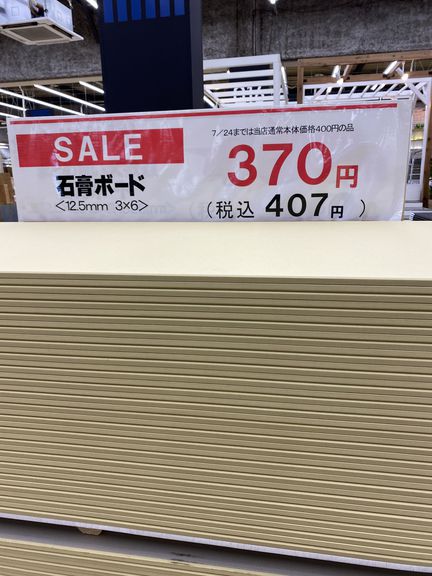 SALE
石膏ボード
<12.5mm 3×6>
7/24までは当店通常本体価格400円の品
370円
(税込 407円 )